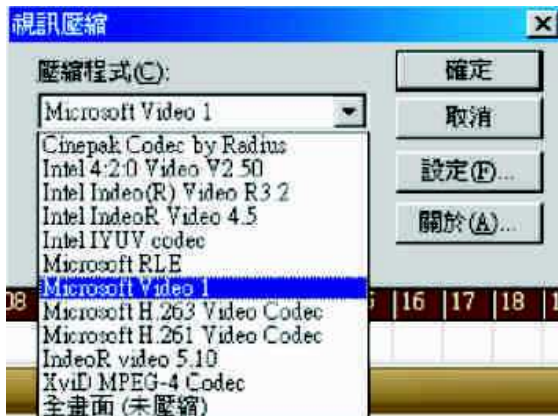 視訊壓縮
壓縮程式(C):
Microsoft Video 1
Cinepak Codec by Radius
Intel 4:2:0 Video V2.50
Intel Indeo(R) Video R3.2
Intel IndeoR Video 4.5
Intel IYUV codec
Microsoft RLE
Microsoft Video 1
Microsoft H.263 Video Codec
Microsoft H.261 Video Codec
IndeoR video 5.10
XviD MPEG-4 Codec
全畫面 (未壓縮)
確定
取消
設定(F)...
關於(A)...
16 17 18